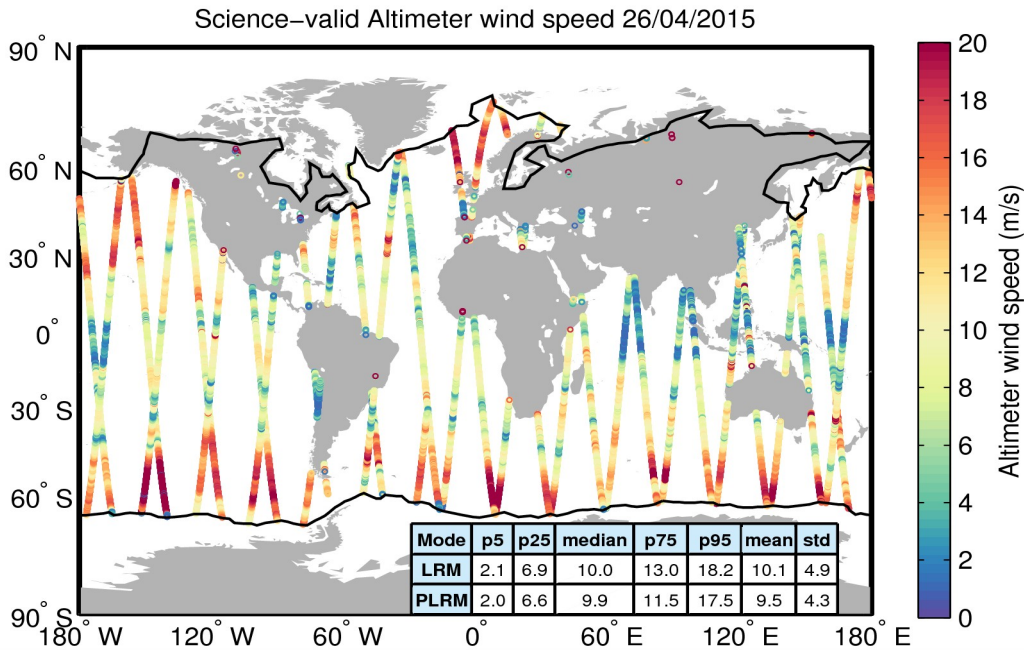 Science−valid Altimeter wind speed 26/04/2015
90° N
60° N
30° N
0°
30° S
60° S
90° S
180° W
120° W
60° W
0°
60° E
120° E
180° E
Mode p5 p25 median p75 p95 mean std
LRM 2.1 6.9 10.0 13.0 18.2 10.1 4.9
PLRM 2.0 6.6 9.9 11.5 17.5 9.5 4.3
20
18
16
14
12
10
8
6
4
2
0
Altimeter wind speed (m/s)